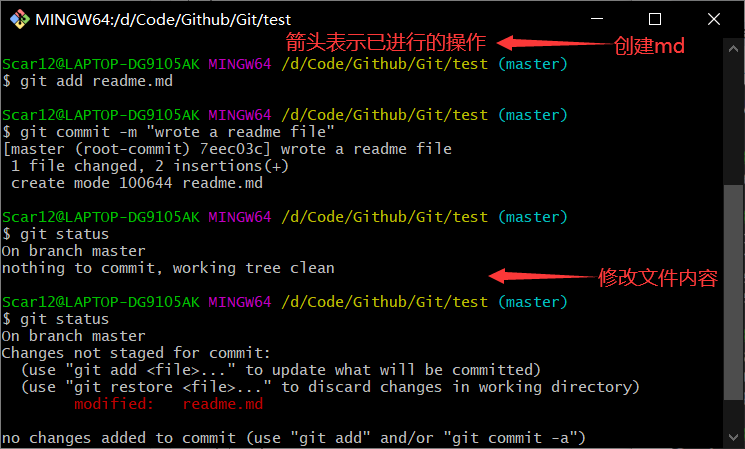 MINGW64:/d/Code/Github/Git/test
箭头表示已进行的操作 创建md
Scar12@LAPTOP-DG9105AK MINGW64 /d/Code/Github/Git/test (master)
$ git add readme.md
Scar12@LAPTOP-DG9105AK MINGW64 /d/Code/Github/Git/test (master)
$ git commit -m "wrote a readme file"
[master (root-commit) 7eec03c] wrote a readme file
1 file changed, 2 insertions(+)
create mode 100644 readme.md
Scar12@LAPTOP-DG9105AK MINGW64 /d/Code/Github/Git/test (master)
$ git status
On branch master
nothing to commit, working tree clean
修改文件内容
Scar12@LAPTOP-DG9105AK MINGW64 /d/Code/Github/Git/test (master)
$ git status
On branch master
Changes not staged for commit:
(use "git add <file>..." to update what will be committed)
(use "git restore <file>..." to discard changes in working directory)
modified: readme.md
no changes added to commit (use "git add" and/or "git commit -a")